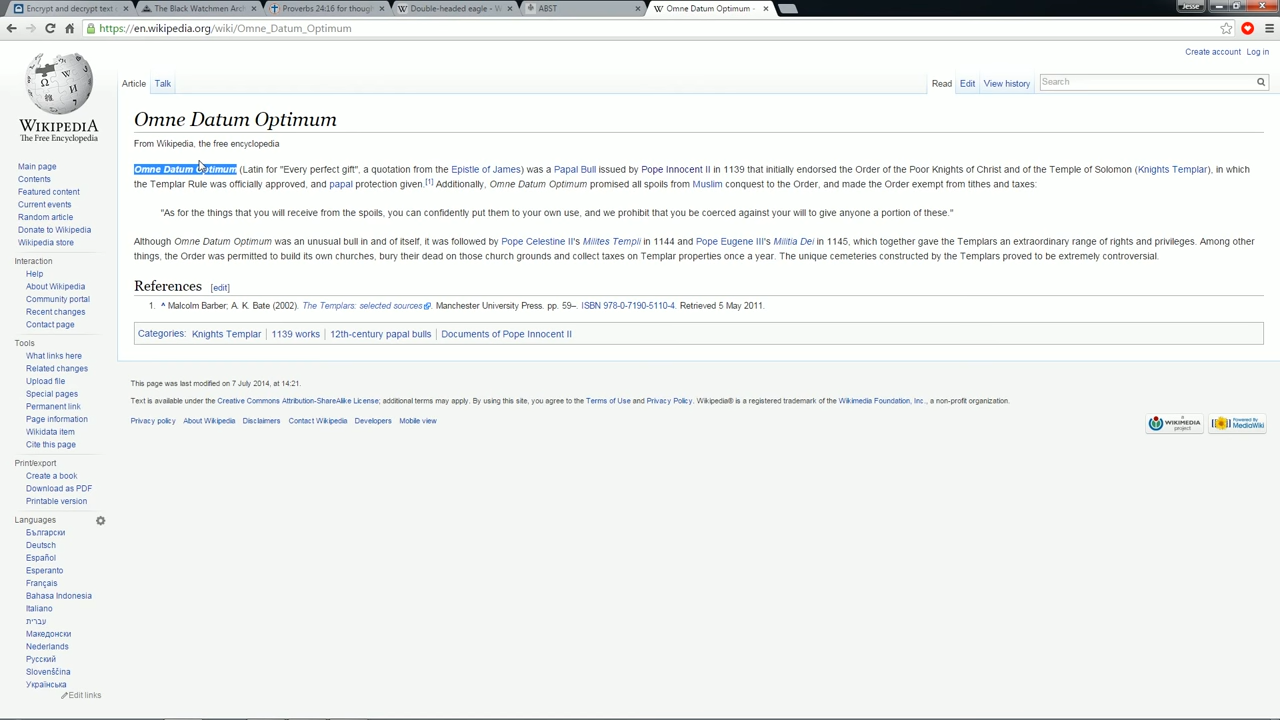 Encrypt and decrypt text
The Black Watchmen Arc
Proverbs 24:16 for thoug
Double-headed eagle - W
ABST
Omne Datum Optimum -
Jesse
https://en.wikipedia.org/wiki/Omne_Datum_Optimum
Create account Log in
Article Talk Read Edit View history Search
WIKIPEDIA
The Free Encyclopedia
Main page
Contents
Featured content
Current events
Random article
Donate to Wikipedia
Wikimedia store
Interaction
Help
About Wikipedia
Community portal
Recent changes
Contact page
Tools
What links here
Related changes
Upload file
Special pages
Permanent link
Page information
Wikidata item
Cite this page
Print/export
Create a book
Download as PDF
Printable version
Languages
Български
Deutsch
Español
Esperanto
Français
Bahasa Indonesia
Italiano
עברית
Македонски
Nederlands
Русский
Slovenščina
Українська
Edit links
Omne Datum Optimum
From Wikipedia, the free encyclopedia
Omne Datum Optimum (Latin for "Every perfect gift", a quotation from the Epistle of James) was a Papal Bull issued by Pope Innocent II in 1139 that initially endorsed the Order of the Poor Knights of Christ and of the Temple of Solomon (Knights Templar), in which
the Templar Rule was officially approved, and papal protection given.[1] Additionally, Omne Datum Optimum promised all spoils from Muslim conquest to the Order, and made the Order exempt from tithes and taxes:
"As for the things that you will receive from the spoils, you can confidently put them to your own use, and we prohibit that you be coerced against your will to give anyone a portion of these."
Although Omne Datum Optimum was an unusual bull in and of itself, it was followed by Pope Celestine II's Milites Templi in 1144 and Pope Eugene III's Militia Dei in 1145, which together gave the Templars an extraordinary range of rights and privileges. Among other
things, the Order was permitted to build its own churches, bury their dead on those church grounds and collect taxes on Templar properties once a year. The unique cemeteries constructed by the Templars proved to be extremely controversial.
References [edit]
1. ^ Malcolm Barber; A. K. Bate (2002). The Templars: selected sources. Manchester University Press. pp. 59–. ISBN 978-0-7190-5110-4. Retrieved 5 May 2011.
Categories: Knights Templar | 1139 works | 12th-century papal bulls | Documents of Pope Innocent II
This page was last modified on 7 July 2014, at 14:21.
Text is available under the Creative Commons Attribution-ShareAlike License; additional terms may apply. By using this site, you agree to the Terms of Use and Privacy Policy. Wikipedia® is a registered trademark of the Wikimedia Foundation, Inc., a non-profit organization.
Privacy policy About Wikipedia Disclaimers Contact Wikipedia Developers Mobile view
A WIKIMEDIA project
Powered By MediaWiki